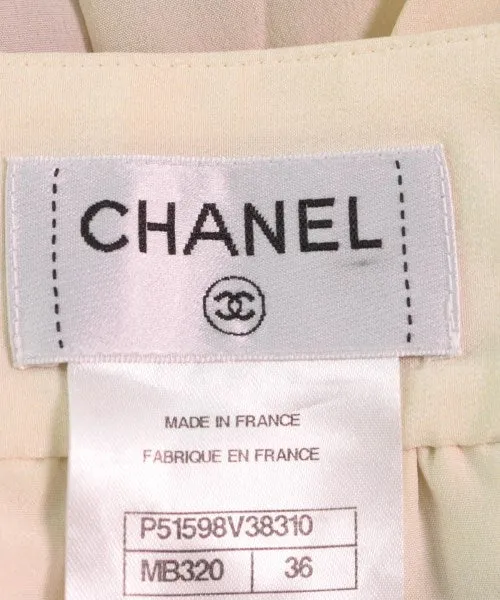 CHANEL
MADE IN FRANCE
FABRIQUE EN FRANCE
P51598V38310
MB320 36